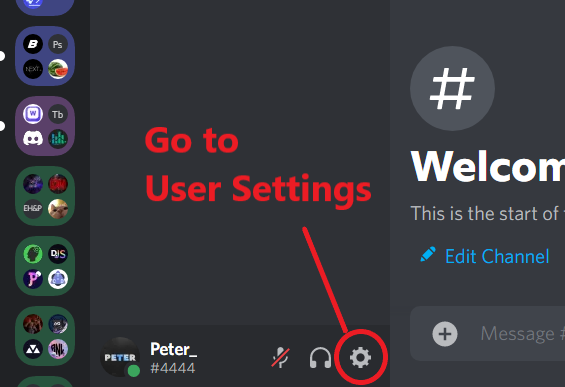 Ps
NEXT.
Tb
EH&P
DJS
Go to
User Settings
#
Welcom
This is the start of
Edit Channel
PETER
Peter_
#4444
Message #